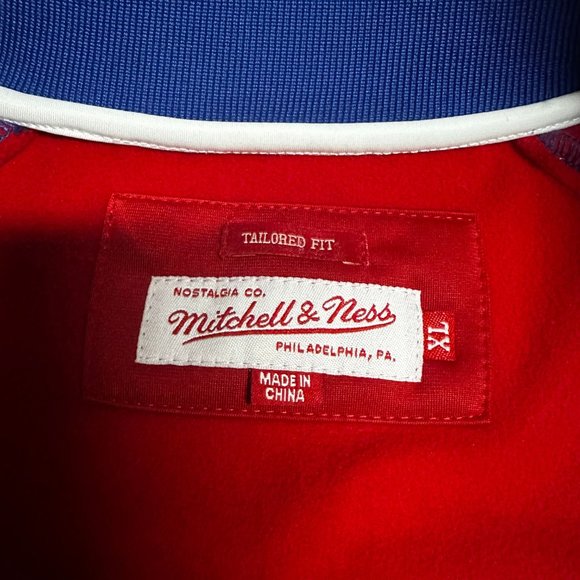 TAILORED FIT
NOSTALGIA CO.
Mitchell & Ness
PHILADELPHIA, PA.
XL
MADE IN
CHINA